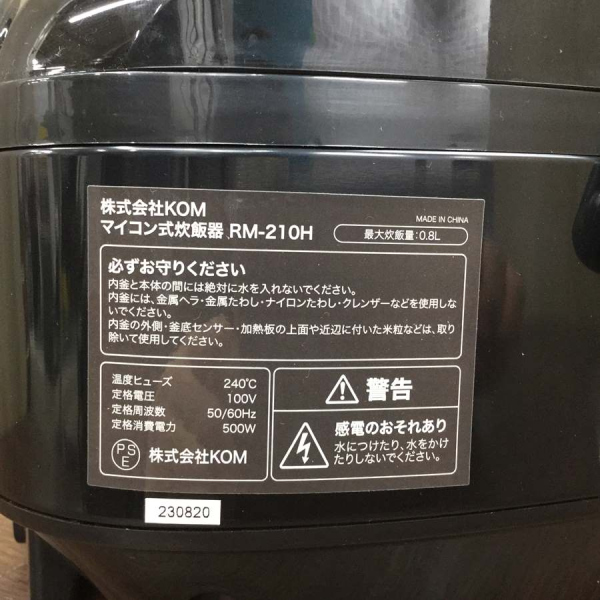 株式会社KOM
MADE IN CHINA
マイコン式炊飯器 RM-210H
最大炊飯量:0.8L
必ずお守りください
内釜と本体の間には絶対に水を入れないでください。
内釜には、金属ヘラ・金属たわし・ナイロンたわし・クレンザーなどを使用しな
いでください。
内釜の外側・釜底センサー・加熱板の上面や近辺に付いた米粒などは、取り
除いて使用してください。
温度ヒューズ 240℃
定格電圧 100V
定格周波数 50/60Hz
定格消費電力 500W
PS
E
株式会社KOM
警告
感電のおそれあり
水につけたり、水をかけ
たりしないでください。
230820